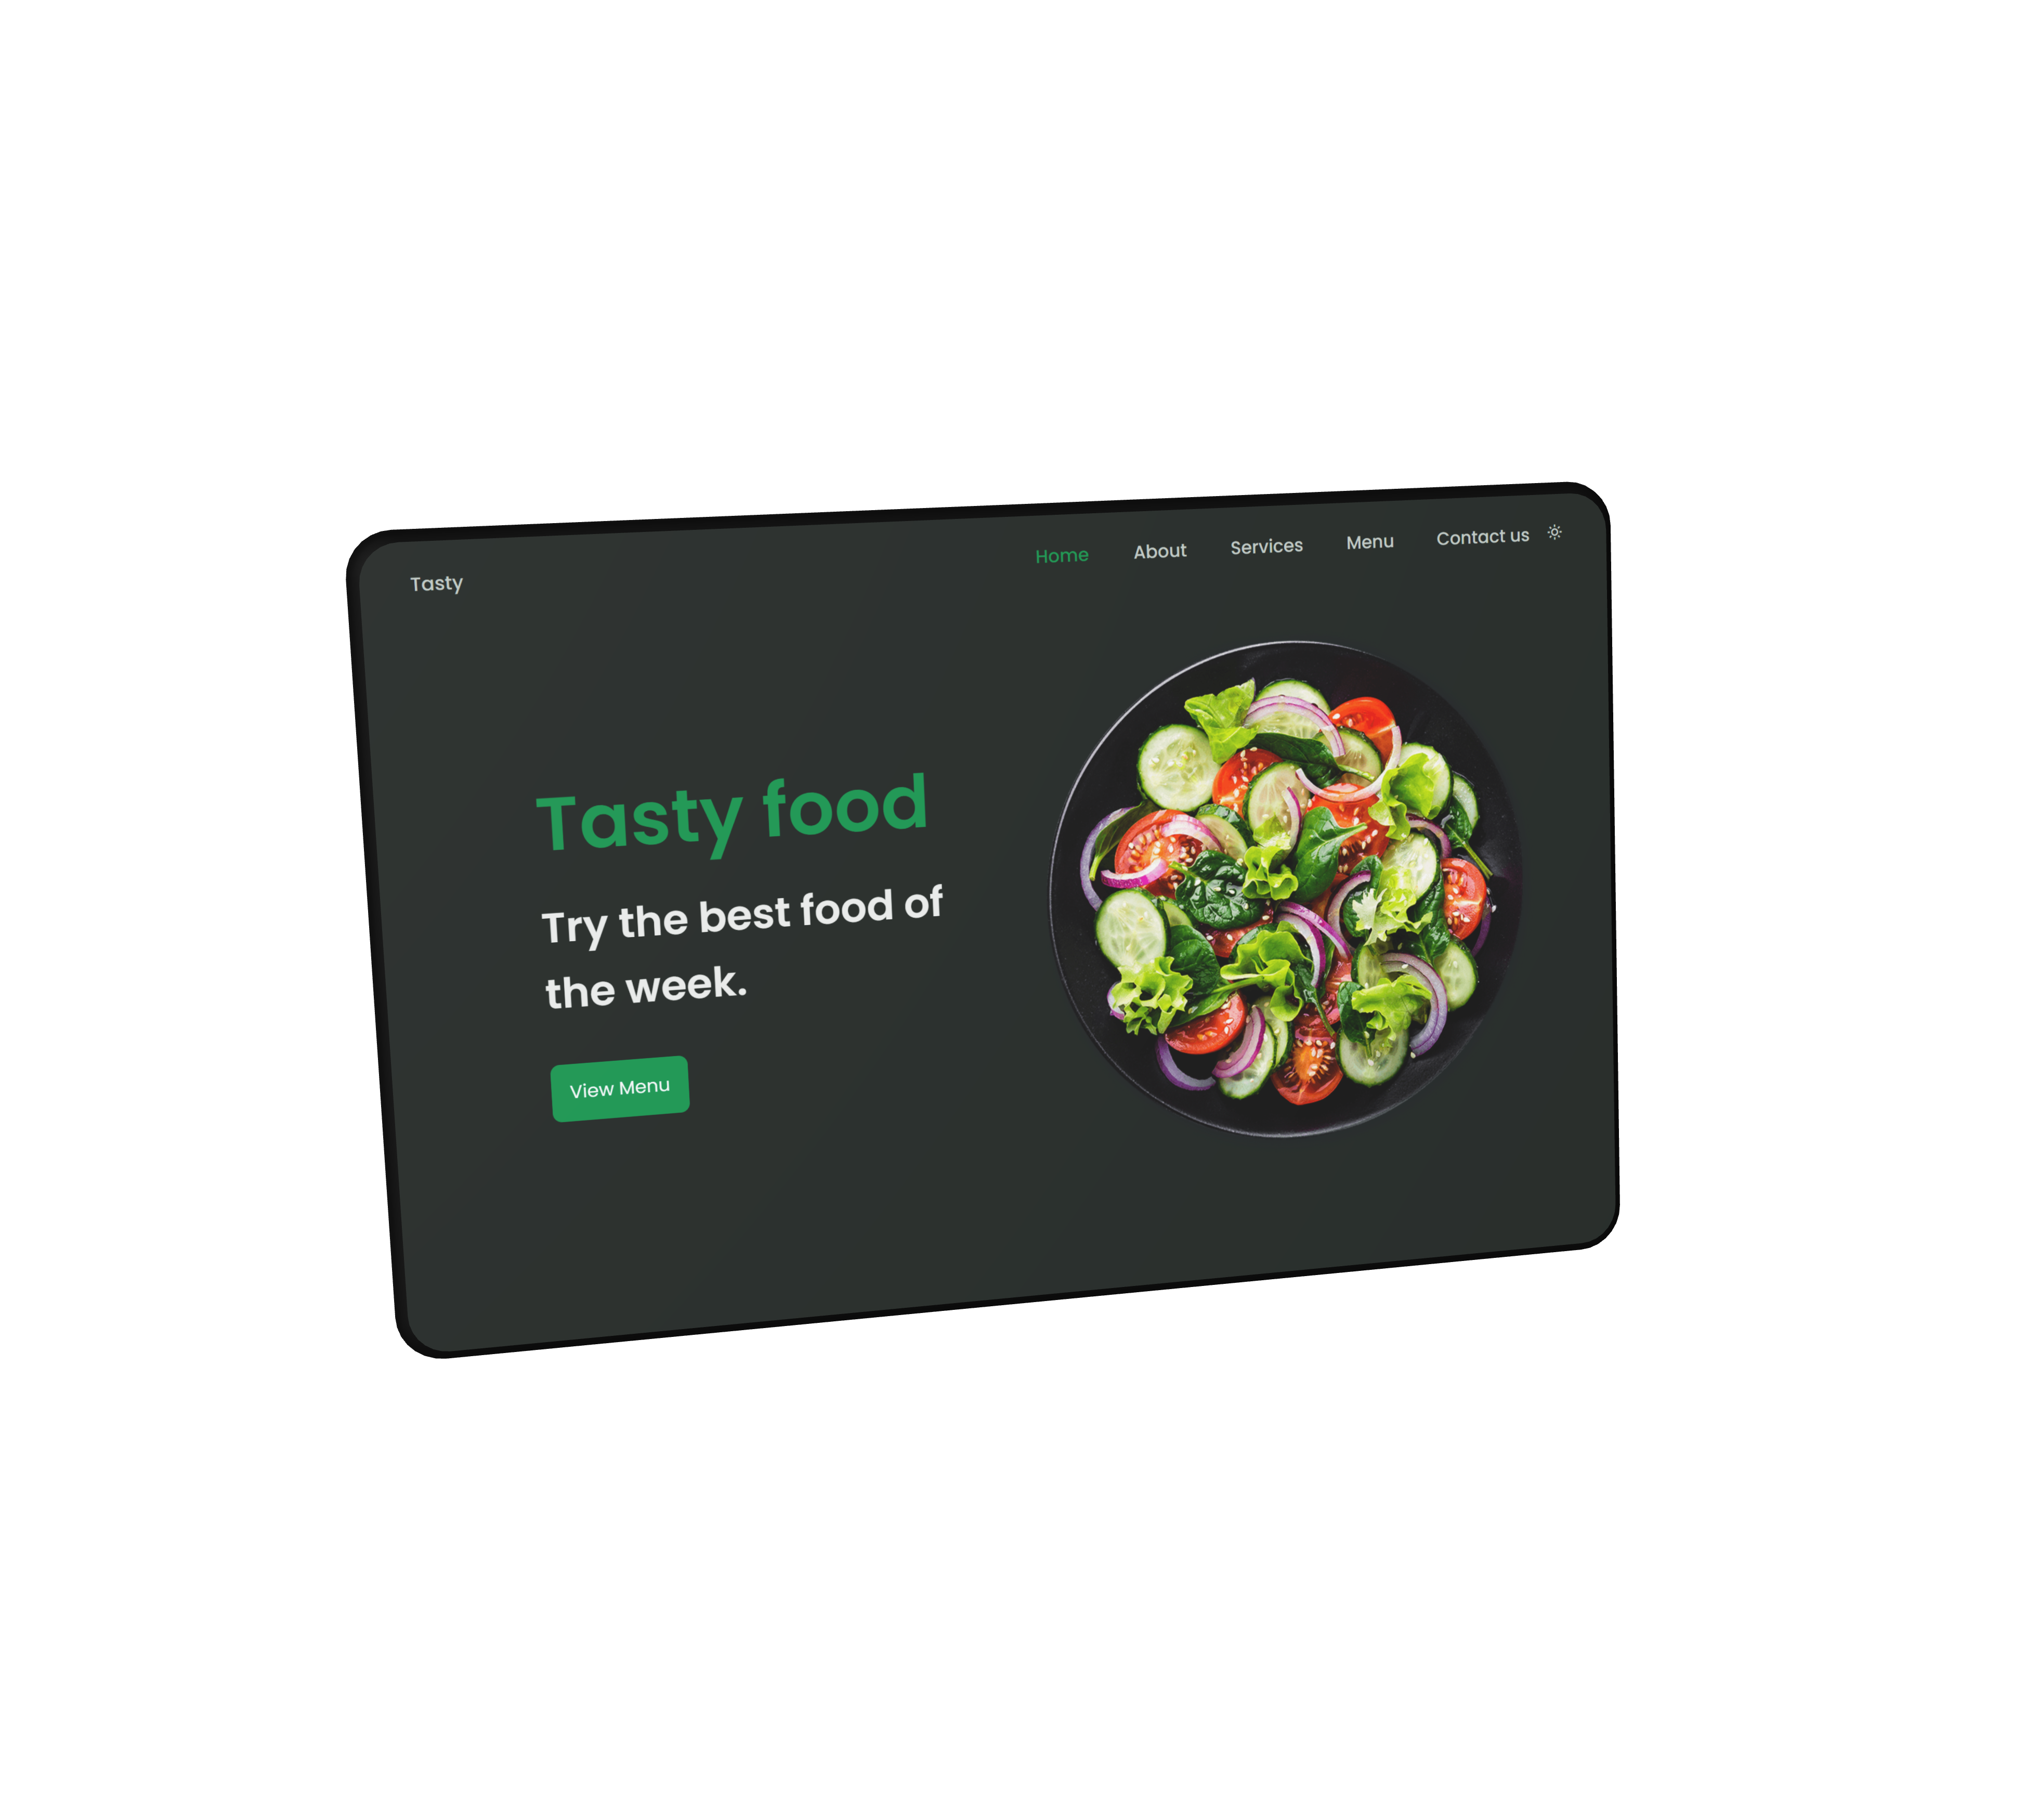 Tasty
Home About Services Menu Contact us
Tasty food
Try the best food of
the week.
View Menu